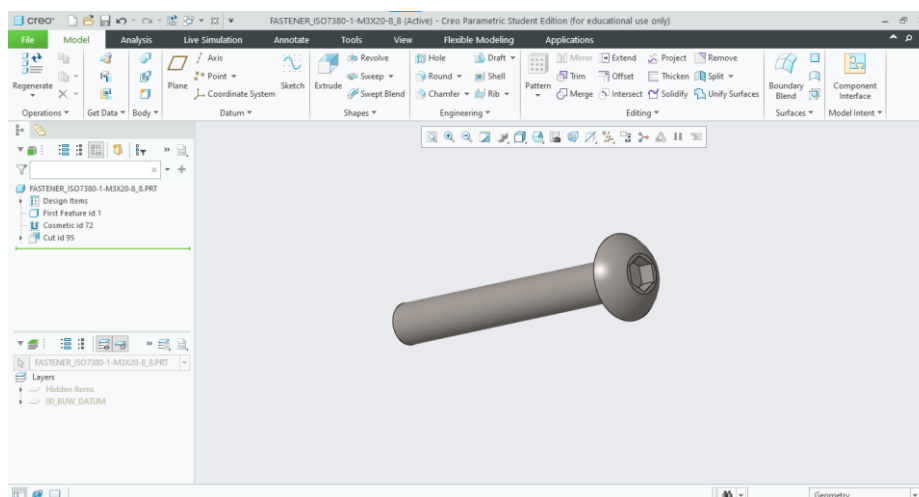 creo FASTENER_ISO7380-1-M3X20-8_8 (Active) - Creo Parametric Student Edition (for educational use only)
File Model Analysis Live Simulation Annotate Tools View Flexible Modeling Applications
Regenerate
Plane
Axis
Point
Coordinate System
Sketch
Extrude
Revolve
Sweep
Swept Blend
Hole
Draft
Round
Shell
Chamfer
Rib
Pattern
Mirror
Extend
Project
Remove
Trim
Offset
Thicken
Split
Merge
Intersect
Solidify
Unify Surfaces
Boundary Blend
Component Interface
Operations Get Data Body Datum Shapes Engineering Editing Surfaces Model Intent
FASTENER_ISO7380-1-M3X20-8_8.PRT
Design Items
First Feature id 1
Cosmetic id 72
Cut id 95
FASTENER_ISO7380-1-M3X20-8_8.PRT
Layers
Hidden Items
00_BUW_DATUM
Geometry